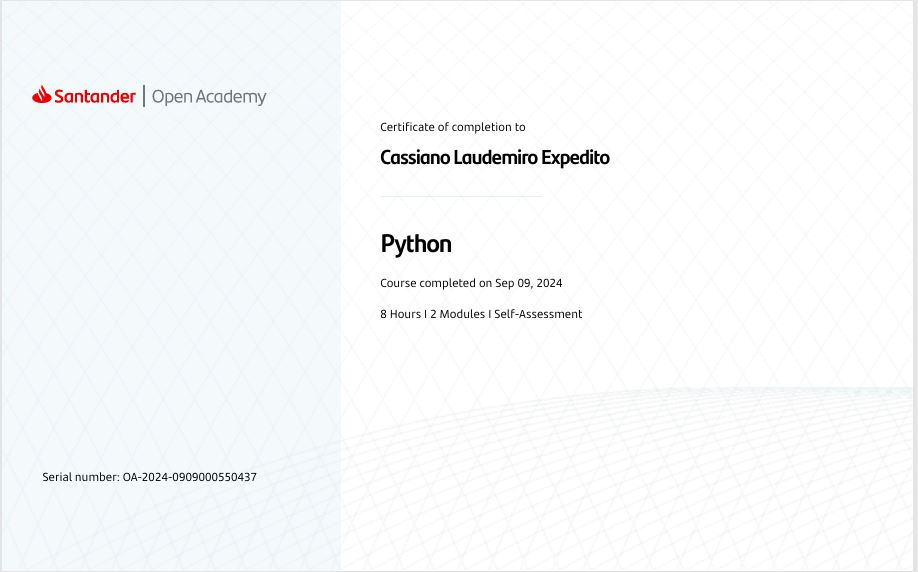 Santander | Open Academy
Certificate of completion to
Cassiano Laudemiro Expedito
Python
Course completed on Sep 09, 2024
8 Hours I 2 Modules I Self-Assessment
Serial number: OA-2024-0909000550437